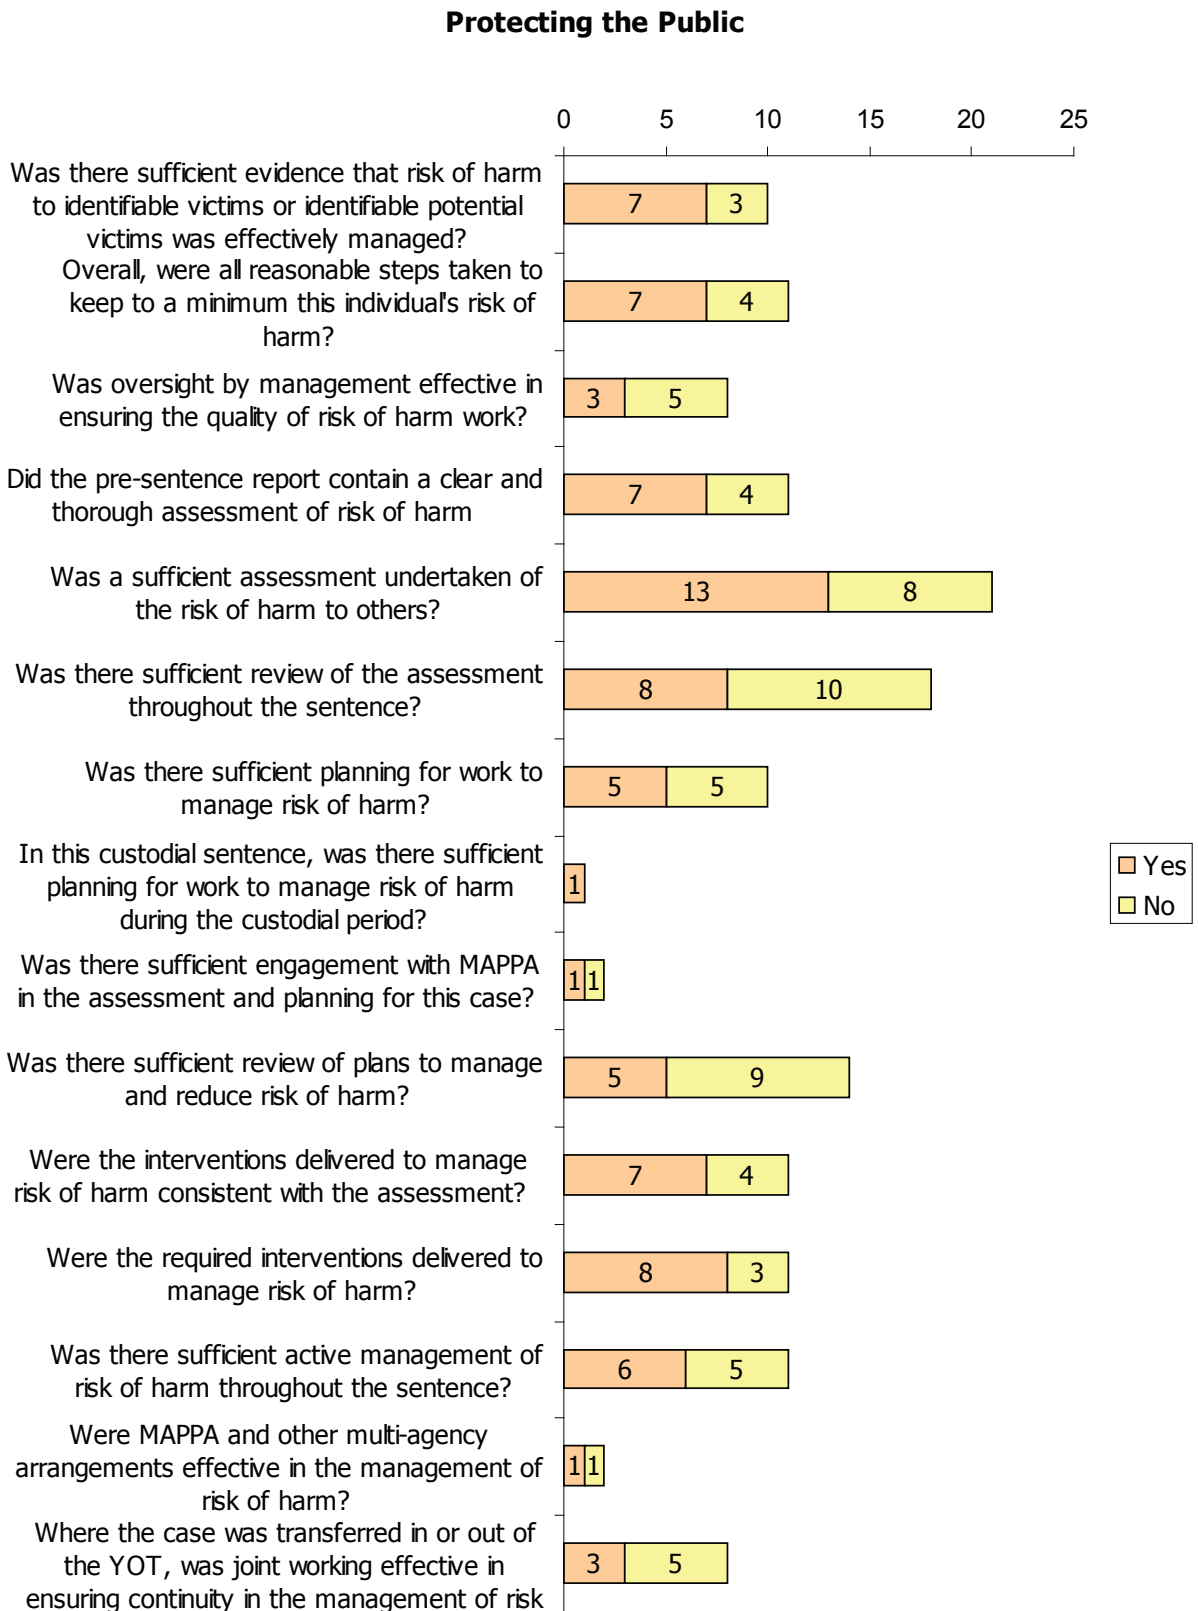 Protecting the Public
0 5 10 15 20 25
Was there sufficient evidence that risk of harm
to identifiable victims or identifiable potential
victims was effectively managed?
7 3
Overall, were all reasonable steps taken to
keep to a minimum this individual's risk of
harm?
7 4
Was oversight by management effective in
ensuring the quality of risk of harm work?
3 5
Did the pre-sentence report contain a clear and
thorough assessment of risk of harm
7 4
Was a sufficient assessment undertaken of
the risk of harm to others?
13 8
Was there sufficient review of the assessment
throughout the sentence?
8 10
Was there sufficient planning for work to
manage risk of harm?
5 5
In this custodial sentence, was there sufficient
planning for work to manage risk of harm
during the custodial period?
1
Yes
No
Was there sufficient engagement with MAPPA
in the assessment and planning for this case?
1 1
Was there sufficient review of plans to manage
and reduce risk of harm?
5 9
Were the interventions delivered to manage
risk of harm consistent with the assessment?
7 4
Were the required interventions delivered to
manage risk of harm?
8 3
Was there sufficient active management of
risk of harm throughout the sentence?
6 5
Were MAPPA and other multi-agency
arrangements effective in the management of
risk of harm?
1 1
Where the case was transferred in or out of
the YOT, was joint working effective in
ensuring continuity in the management of risk
3 5